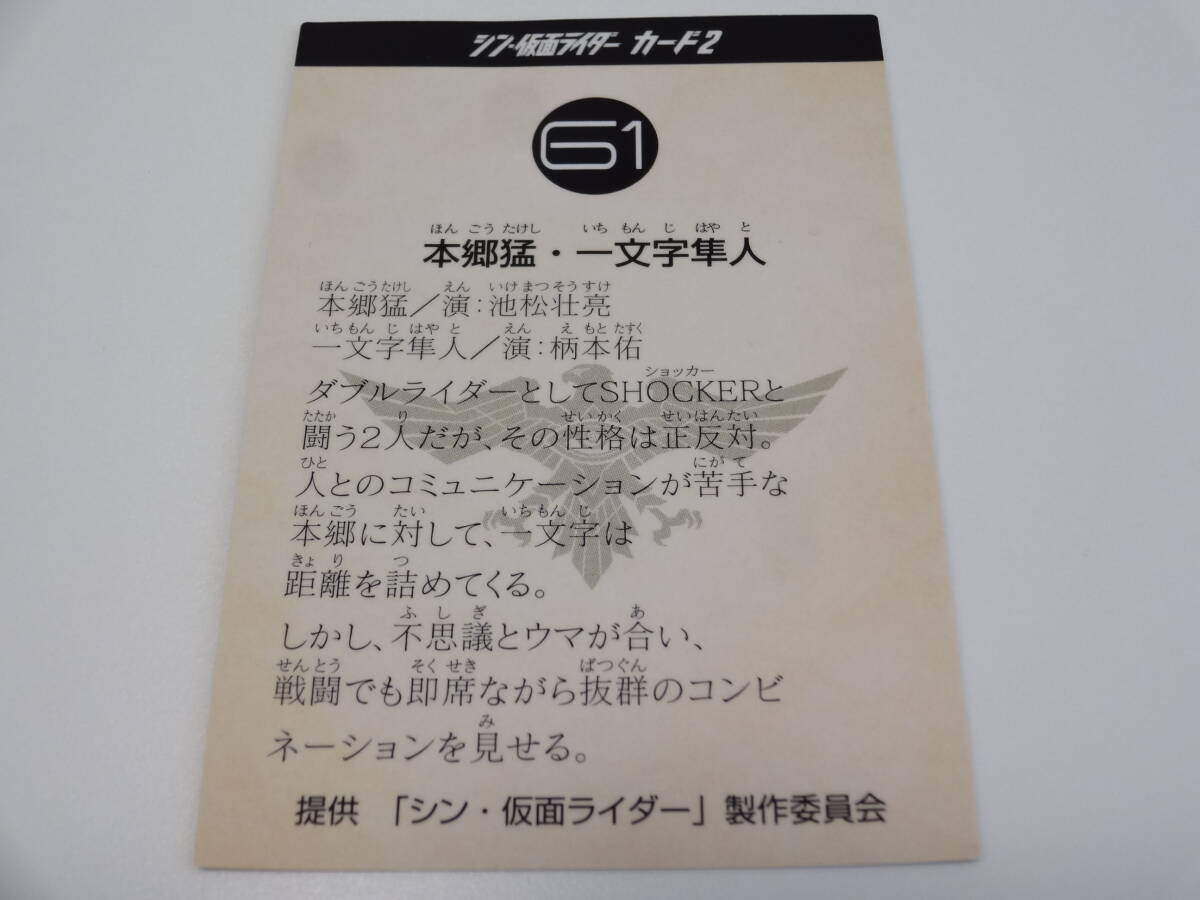 シン・仮面ライダー カード2
61
ほん ごう たけし いち もん じ はや と
本郷猛・一文字隼人
ほん ごう たけし えん いけ まつ そう すけ
本郷猛／演：池松壮亮
いち もん じ はや と えん え もと たすく
一文字隼人／演：柄本佑
ショッカー
ダブルライダーとしてSHOCKERと
たたか り せい かく せい はん たい
闘う2人だが、その性格は正反対。
ひと にが て
人とのコミュニケーションが苦手な
ほん ごう たい いち もん じ
本郷に対して、一文字は
きょ り つ
距離を詰めてくる。
ふ し ぎ あ
しかし、不思議とウマが合い、
せん とう そく せき ばつ ぐん
戦闘でも即席ながら抜群のコンビ
み
ネーションを見せる。
提供 「シン・仮面ライダー」製作委員会